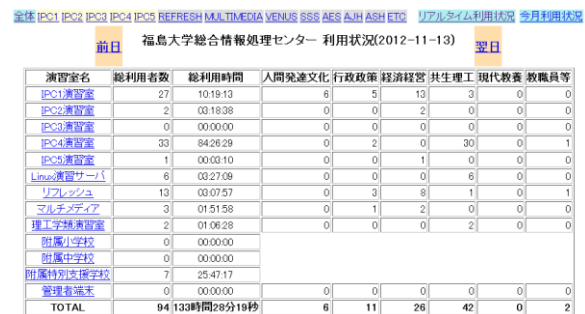 全体 IPC1 IPC2 IPC3 IPC4 IPC5 REFRESH MULTIMEDIA VENUS SSS AES AJH ASH ETC リアルタイム利用状況 今月利用状況
前日 福島大学総合情報処理センター 利用状況(2012-11-13) 翌日
演習室名 総利用者数 総利用時間 人間発達文化 行政政策 経済経営 共生理工 現代教養 教職員等
IPC1演習室 27 10:19:13 6 5 13 3 0 0
IPC2演習室 2 03:18:38 0 0 2 0 0 0
IPC3演習室 0 00:00:00 0 0 0 0 0 0
IPC4演習室 33 84:26:29 0 2 0 30 0 1
IPC5演習室 1 00:03:10 0 0 1 0 0 0
Linux演習サーバ 6 03:27:09 0 0 0 6 0 0
リフレッシュ 13 03:07:57 0 3 8 1 0 1
マルチメディア 3 01:51:58 0 1 2 0 0 0
理工学類演習室 2 01:06:28 0 0 0 2 0 0
附属小学校 0 00:00:00
附属中学校 0 00:00:00
附属特別支援学校 7 25:47:17
管理者端末 0 00:00:00 0 0 0 0 0 0
TOTAL 94 133時間28分19秒 6 11 26 42 0 2